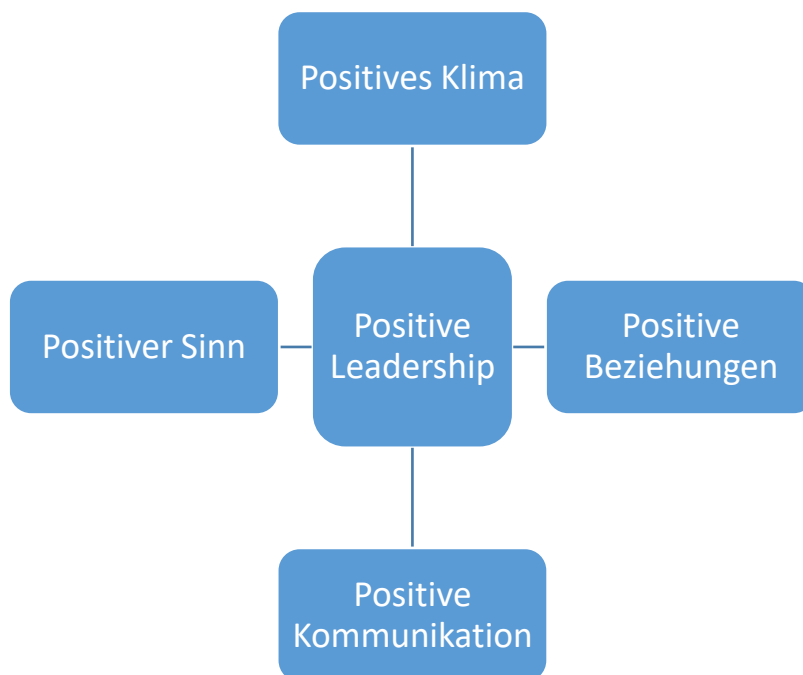 Positives Klima
Positiver Sinn
Positive
Leadership
Positive
Beziehungen
Positive
Kommunikation